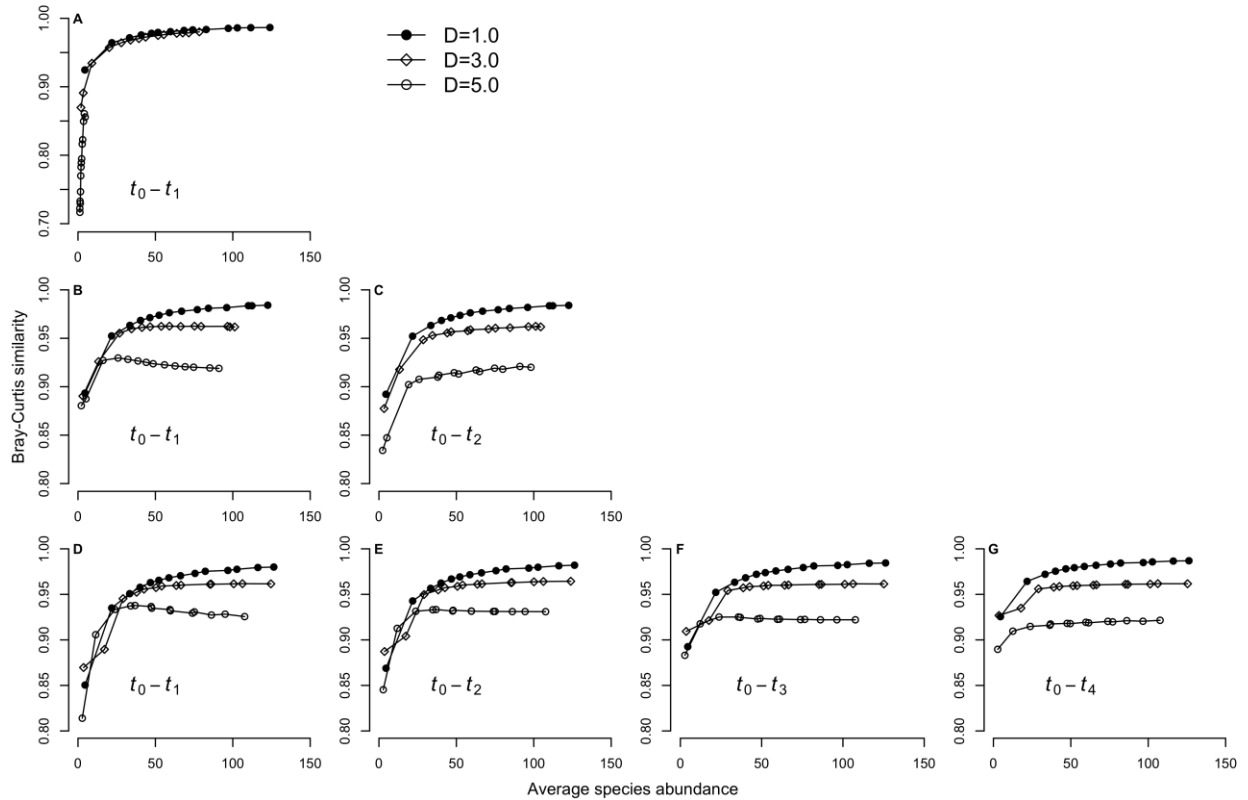 A
D=1.0
D=3.0
D=5.0
1.00
0.90
0.80
0.70
t0 – t1
0 50 100 150
B
1.00
0.95
0.90
0.85
0.80
t0 – t1
0 50 100 150
C
1.00
0.95
0.90
0.85
0.80
t0 – t2
0 50 100 150
Bray-Curtis similarity
D
1.00
0.95
0.90
0.85
0.80
t0 – t1
0 50 100 150
E
1.00
0.95
0.90
0.85
0.80
t0 – t2
0 50 100 150
F
1.00
0.95
0.90
0.85
0.80
t0 – t3
0 50 100 150
G
1.00
0.95
0.90
0.85
0.80
t0 – t4
0 50 100 150
Average species abundance